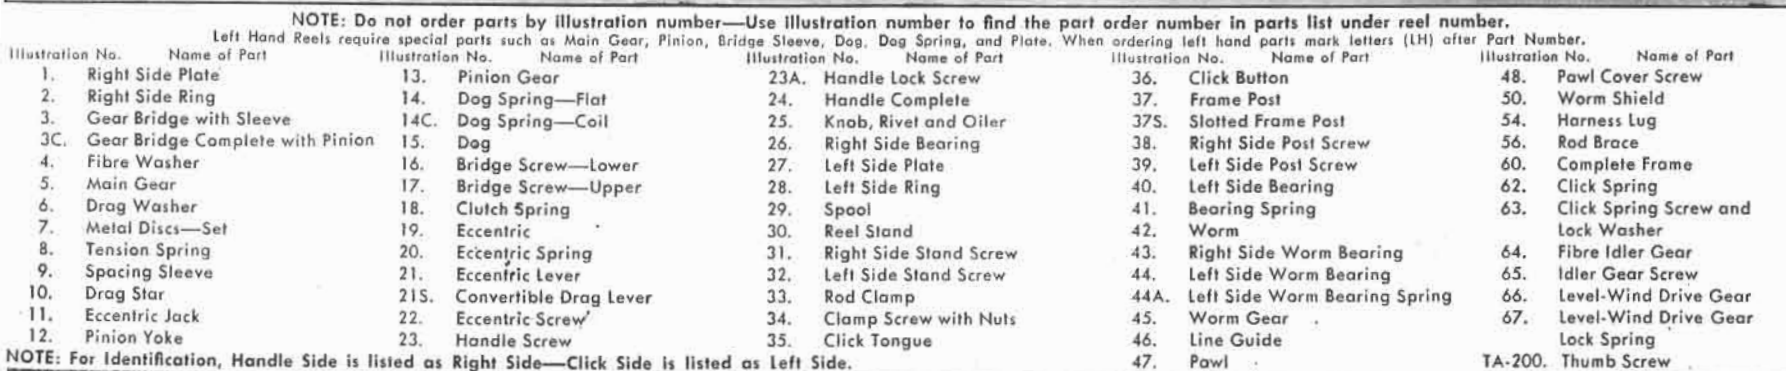 NOTE: Do not order parts by illustration number—Use illustration number to find the part order number in parts list under reel number.
Left Hand Reels require special parts such as Main Gear, Pinion, Bridge Sleeve, Dog, Dog Spring, and Plate. When ordering left hand parts mark letters (LH) after Part Number.
Illustration No. Name of Part
1. Right Side Plate
2. Right Side Ring
3. Gear Bridge with Sleeve
3C. Gear Bridge Complete with Pinion
4. Fibre Washer
5. Main Gear
6. Drag Washer
7. Metal Discs—Set
8. Tension Spring
9. Spacing Sleeve
10. Drag Star
11. Eccentric Jack
12. Pinion Yoke
Illustration No. Name of Part
13. Pinion Gear
14. Dog Spring—Flat
14C. Dog Spring—Coil
15. Dog
16. Bridge Screw—Lower
17. Bridge Screw—Upper
18. Clutch Spring
19. Eccentric
20. Eccentric Spring
21. Eccentric Lever
21S. Convertible Drag Lever
22. Eccentric Screw
23. Handle Screw
Illustration No. Name of Part
23A. Handle Lock Screw
24. Handle Complete
25. Knob, Rivet and Oiler
26. Right Side Bearing
27. Left Side Plate
28. Left Side Ring
29. Spool
30. Reel Stand
31. Right Side Stand Screw
32. Left Side Stand Screw
33. Rod Clamp
34. Clamp Screw with Nuts
35. Click Tongue
Illustration No. Name of Part
36. Click Button
37. Frame Post
37S. Slotted Frame Post
38. Right Side Post Screw
39. Left Side Post Screw
40. Left Side Bearing
41. Bearing Spring
42. Worm
43. Right Side Worm Bearing
44. Left Side Worm Bearing
44A. Left Side Worm Bearing Spring
45. Worm Gear
46. Line Guide
47. Pawl
Illustration No. Name of Part
48. Pawl Cover Screw
50. Worm Shield
54. Harness Lug
56. Rod Brace
60. Complete Frame
62. Click Spring
63. Click Spring Screw and
Lock Washer
64. Fibre Idler Gear
65. Idler Gear Screw
66. Level-Wind Drive Gear
67. Level-Wind Drive Gear
Lock Spring
TA-200. Thumb Screw
NOTE: For Identification, Handle Side is listed as Right Side—Click Side is listed as Left Side.